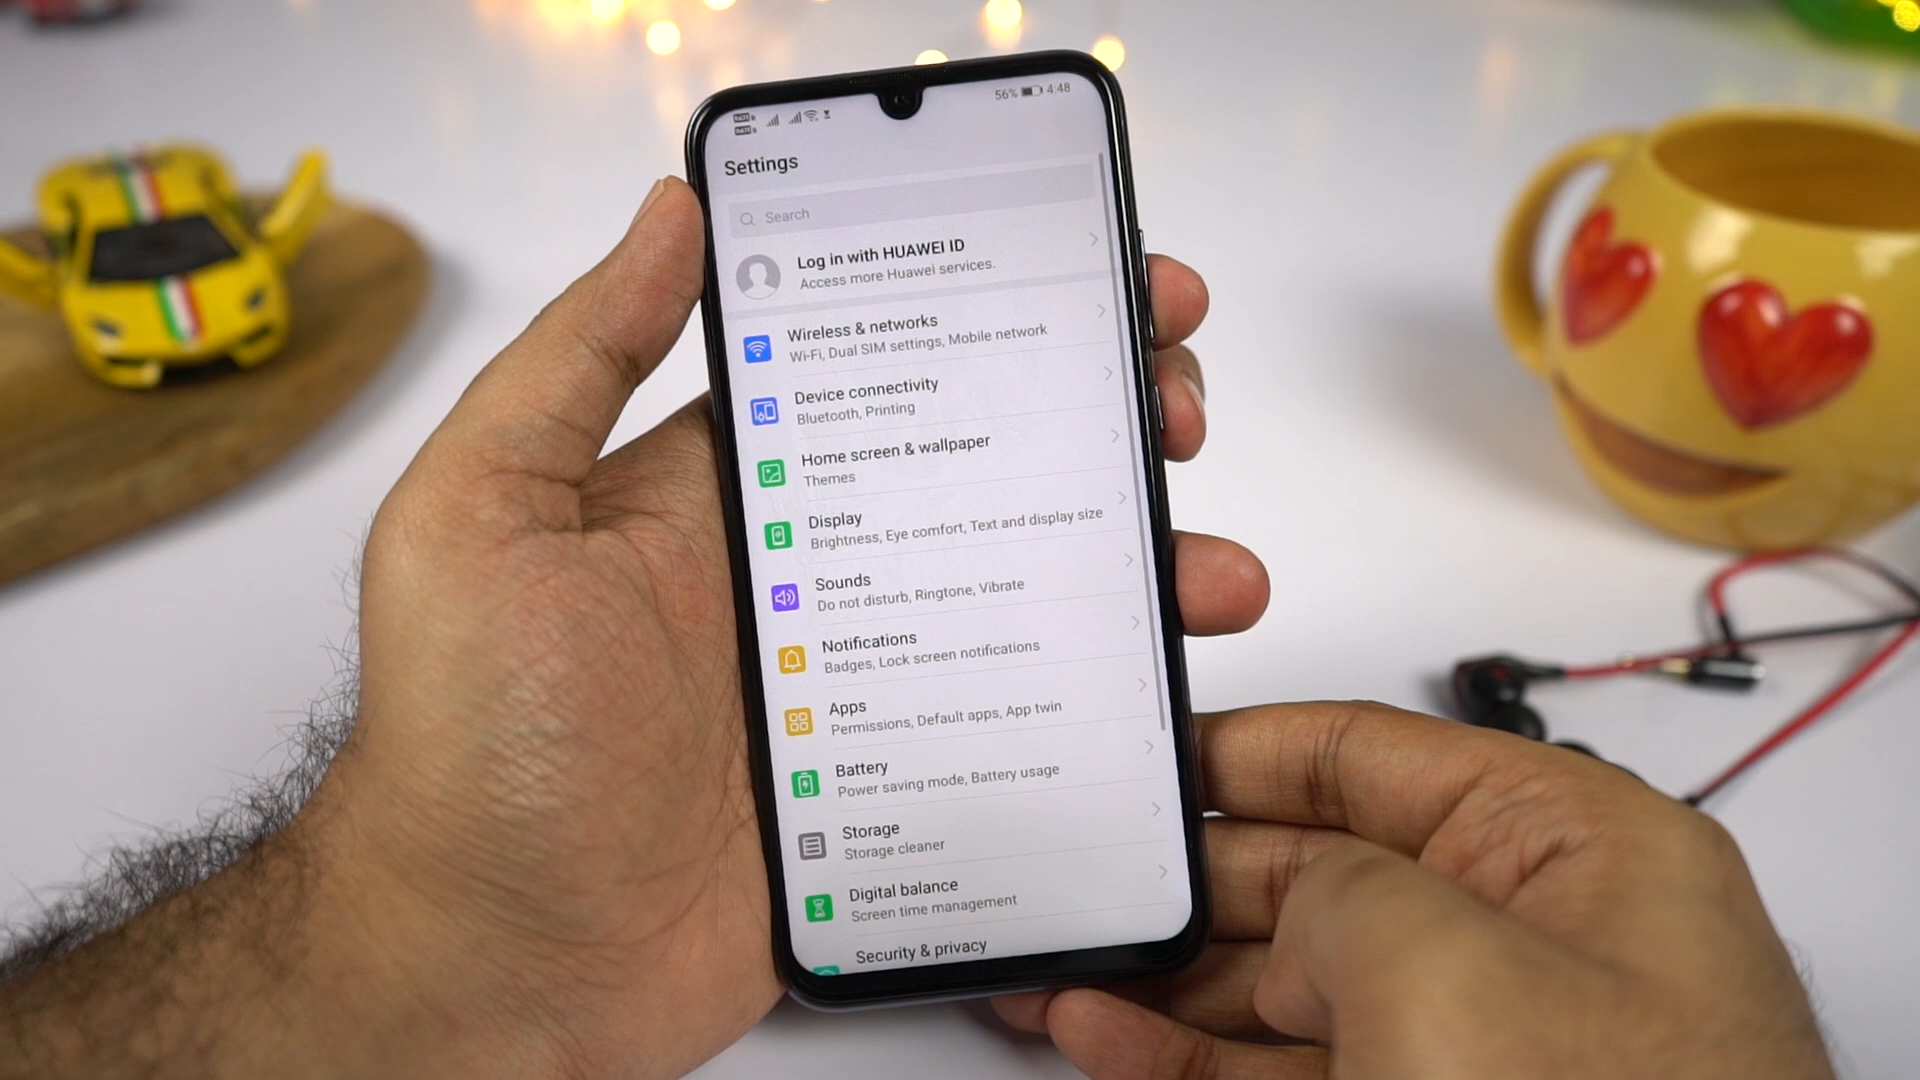 56% 4:48
Settings
Search
Log in with HUAWEI ID
Access more Huawei services.
Wireless & networks
Wi-Fi, Dual SIM settings, Mobile network
Device connectivity
Bluetooth, Printing
Home screen & wallpaper
Themes
Display
Brightness, Eye comfort, Text and display size
Sounds
Do not disturb, Ringtone, Vibrate
Notifications
Badges, Lock screen notifications
Apps
Permissions, Default apps, App twin
Battery
Power saving mode, Battery usage
Storage
Storage cleaner
Digital balance
Screen time management
Security & privacy